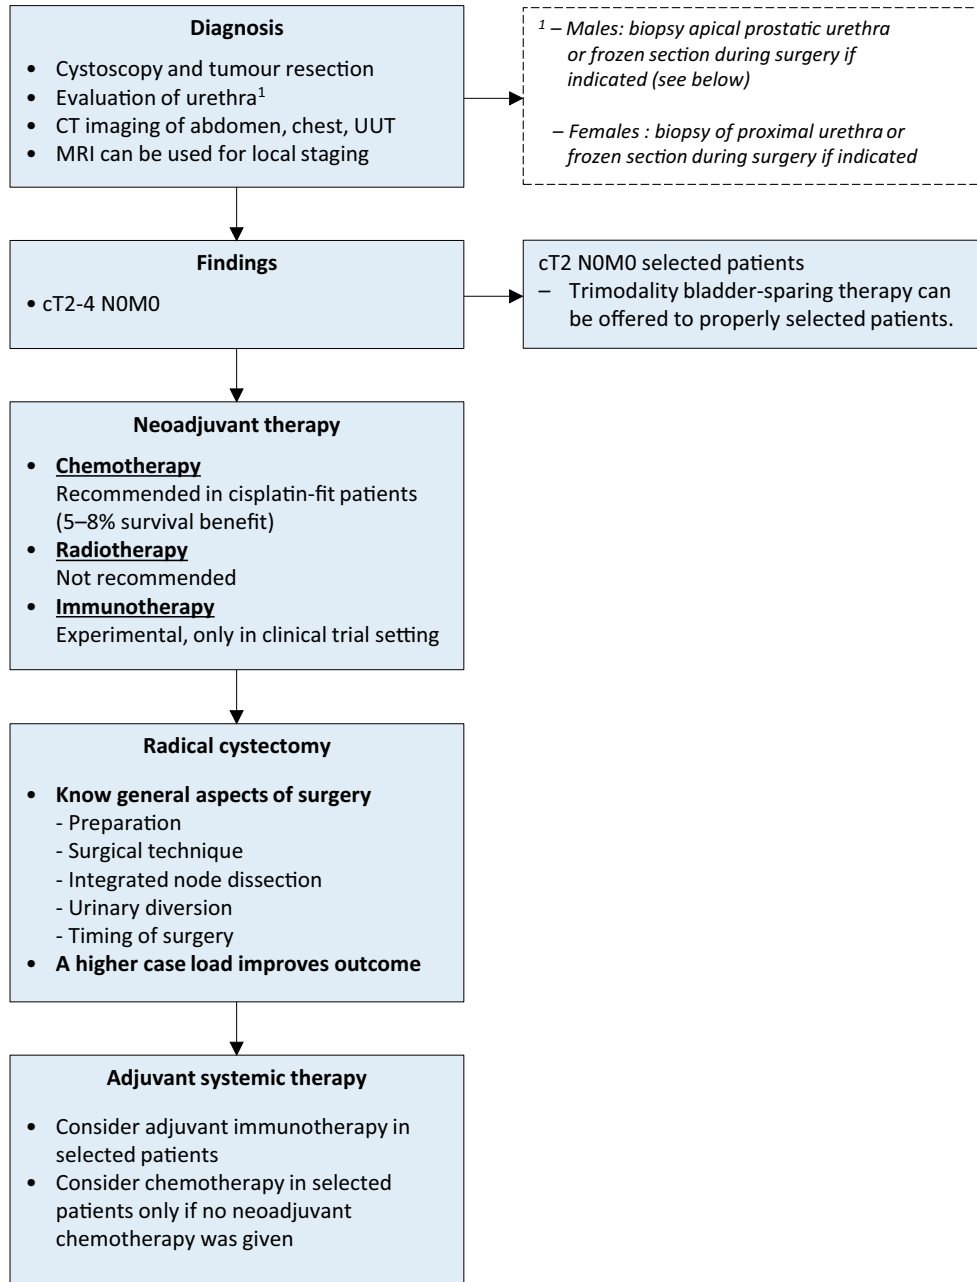 Diagnosis
• Cystoscopy and tumour resection
• Evaluation of urethra¹
• CT imaging of abdomen, chest, UUT
• MRI can be used for local staging
¹ – Males: biopsy apical prostatic urethra
or frozen section during surgery if
indicated (see below)
– Females : biopsy of proximal urethra or
frozen section during surgery if indicated
Findings
• cT2-4 N0M0
cT2 N0M0 selected patients
– Trimodality bladder-sparing therapy can
be offered to properly selected patients.
Neoadjuvant therapy
• Chemotherapy
Recommended in cisplatin-fit patients
(5–8% survival benefit)
• Radiotherapy
Not recommended
• Immunotherapy
Experimental, only in clinical trial setting
Radical cystectomy
• Know general aspects of surgery
- Preparation
- Surgical technique
- Integrated node dissection
- Urinary diversion
- Timing of surgery
• A higher case load improves outcome
Adjuvant systemic therapy
• Consider adjuvant immunotherapy in
selected patients
• Consider chemotherapy in selected
patients only if no neoadjuvant
chemotherapy was given